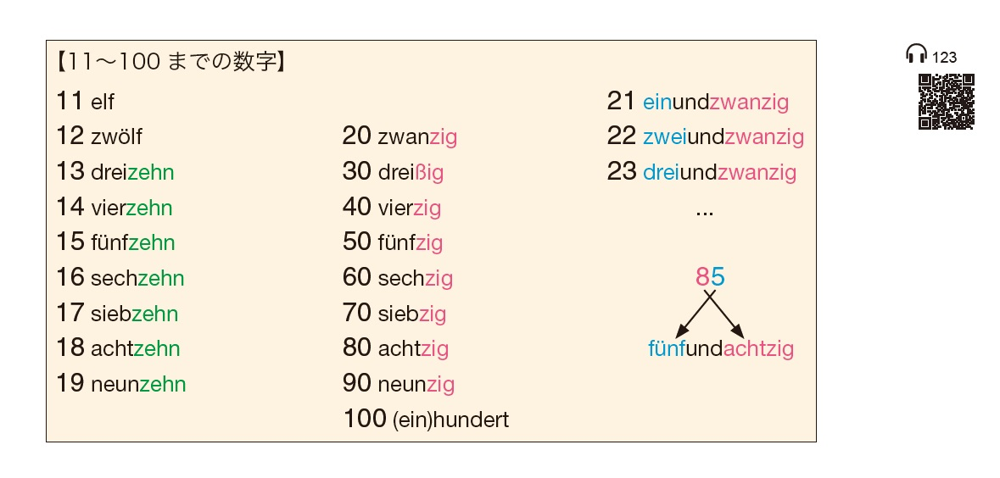 【11〜100 までの数字】
11 elf
12 zwölf
13 dreizehn
14 vierzehn
15 fünfzehn
16 sechzehn
17 siebzehn
18 achtzehn
19 neunzehn
20 zwanzig
30 dreißig
40 vierzig
50 fünfzig
60 sechzig
70 siebzig
80 achtzig
90 neunzig
100 (ein)hundert
21 einundzwanzig
22 zweiundzwanzig
23 dreiundzwanzig
...
85
fünfundachtzig
123